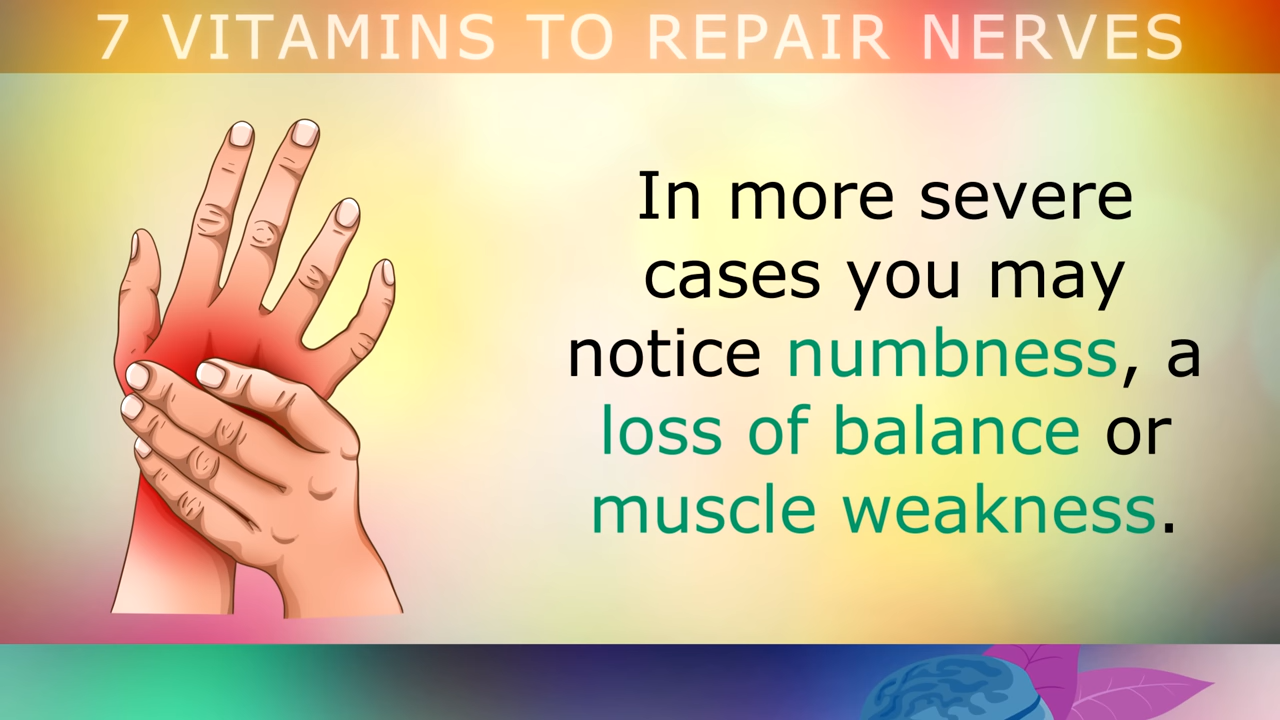 7 VITAMINS TO REPAIR NERVES
In more severe
cases you may
notice numbness, a
loss of balance or
muscle weakness.